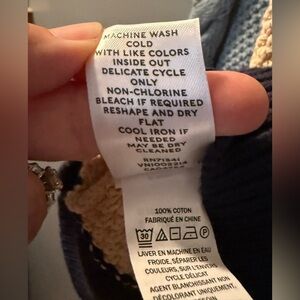 MACHINE WASH
COLD
WITH LIKE COLORS
INSIDE OUT
DELICATE CYCLE
ONLY
NON-CHLORINE
BLEACH IF REQUIRED
RESHAPE AND DRY
FLAT
COOL IRON IF
NEEDED
MAY BE DRY
CLEANED
RN71341
100% COTON
FABRIQUÉ EN CHINE
30
LAVER EN MACHINE EN EAU
FROIDE, SÉPARER LES
COULEURS, SUR L'ENVERS
CYCLE DÉLICAT
AGENT BLANCHISSANT NON
DÉCOLORANT UNIQUEMENT,